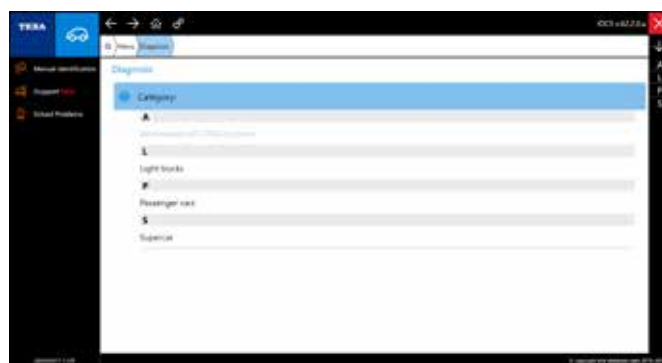 TEXA
Menu
Diagnosis
Manual identification
Support
Solved Problems
Diagnosis
Category
A
L
Light trucks
P
Passenger cars
S
Supercar
A
L
P
S